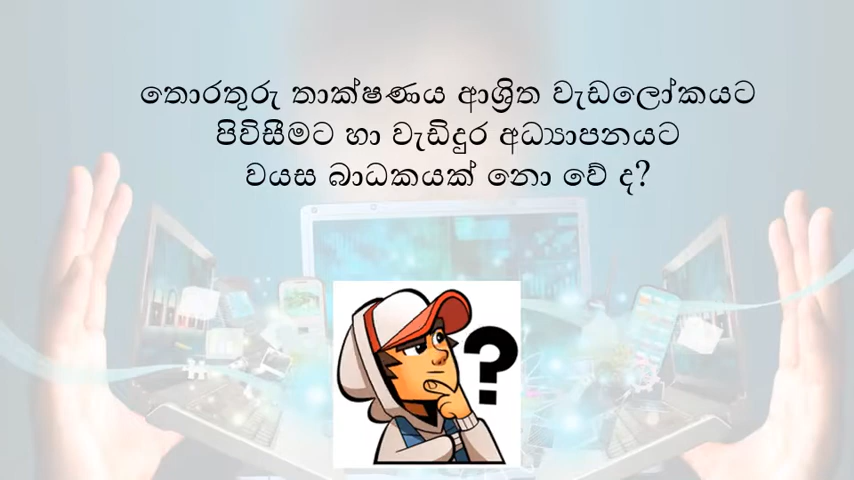 තොරතුරු තාක්ෂණය ආශ්‍රිත වැඩලෝකයට
පිවිසීමට හා වැඩිදුර අධ්‍යාපනයට
වයස බාධකයක් නො වේ ද?
?